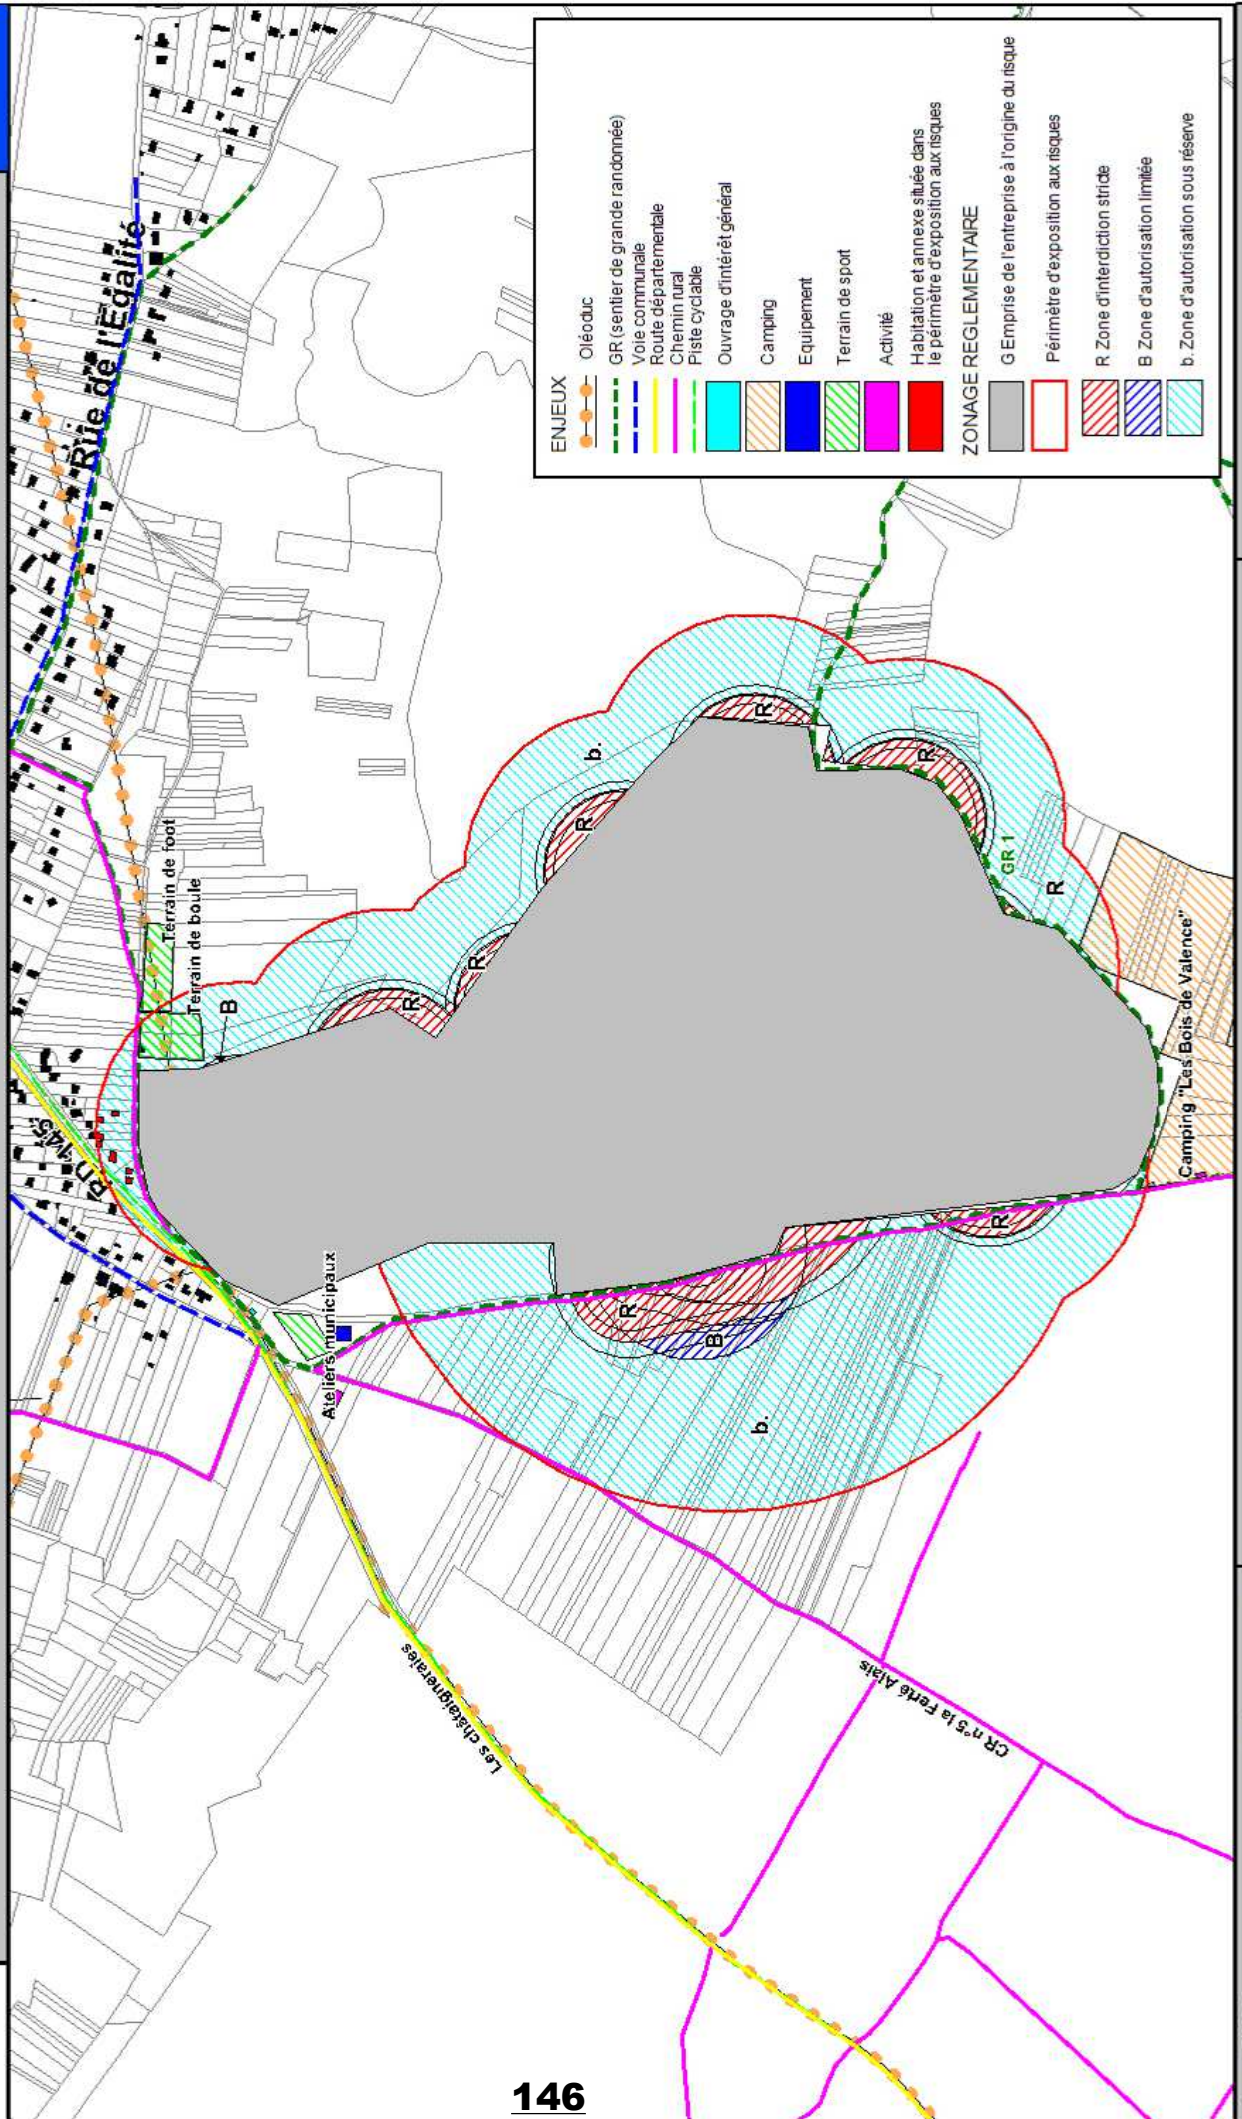 Rue de l'Egalité
RD145
Terrain de foot
Terrain de boule
B
b.
R
R
R
R
R
GR 1
R
Camping "Les Bois de Valence"
R
R
B
b.
Ateliers municipaux
Les châtaigneraies
CR n°5 la Ferté Alais
ENJEUX
Oléoduc
GR (sentier de grande randonnée)
Voie communale
Route départementale
Chemin rural
Piste cyclable
Ouvrage d'intérêt général
Camping
Equipement
Terrain de sport
Activité
Habitation et annexe située dans
le périmètre d'exposition aux risques
ZONAGE REGLEMENTAIRE
G Emprise de l'entreprise à l'origine du risque
Périmètre d'exposition aux risques
R Zone d'interdiction stricte
B Zone d'autorisation limitée
b Zone d'autorisation sous réserve
146